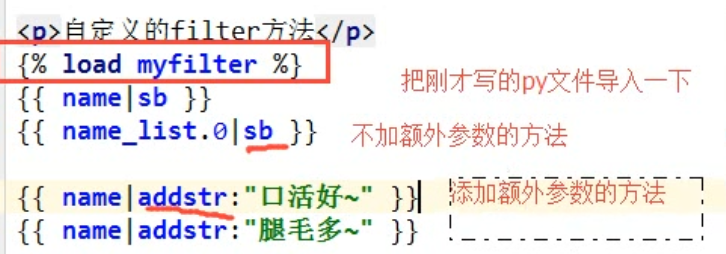 <p>自定义的filter方法</p>
{% load myfilter %}
把刚才写的py文件导入一下
{{ name|sb }}
{{ name_list.0|sb }}
不加额外参数的方法
{{ name|addstr:"口活好~" }}
添加额外参数的方法
{{ name|addstr:"腿毛多~" }}